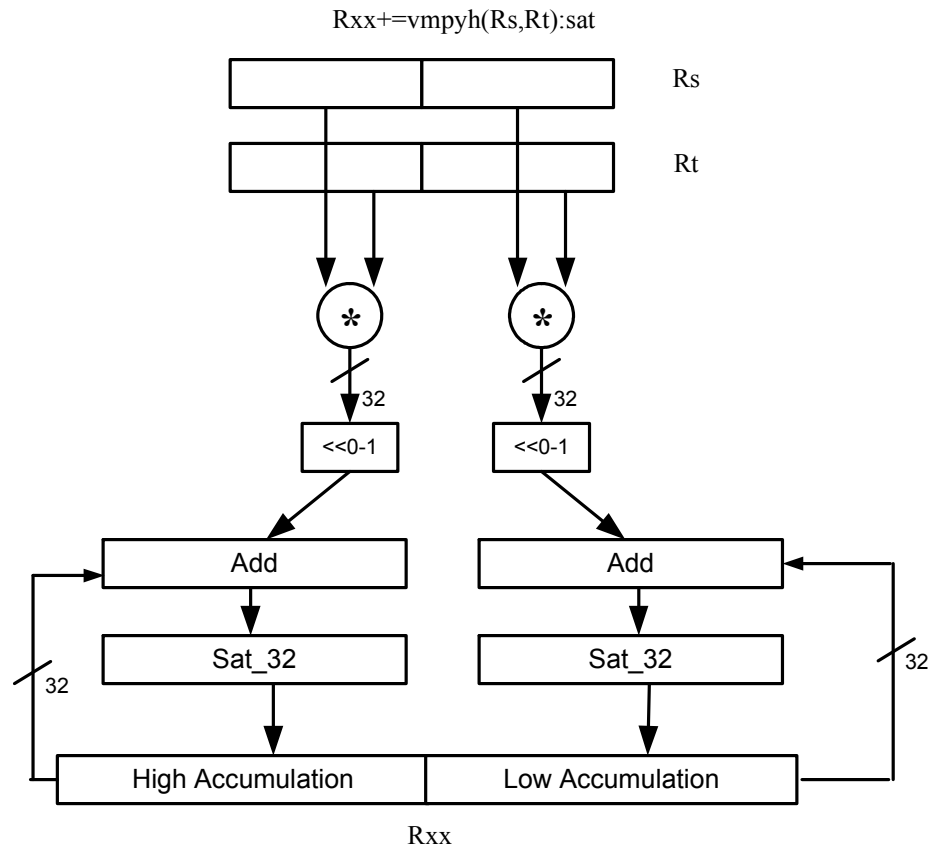 Rxx+=vmpyh(Rs,Rt):sat
Rs
Rt
* *
32 32
<<0-1 <<0-1
Add Add
Sat_32 Sat_32
32 32
High Accumulation Low Accumulation
Rxx